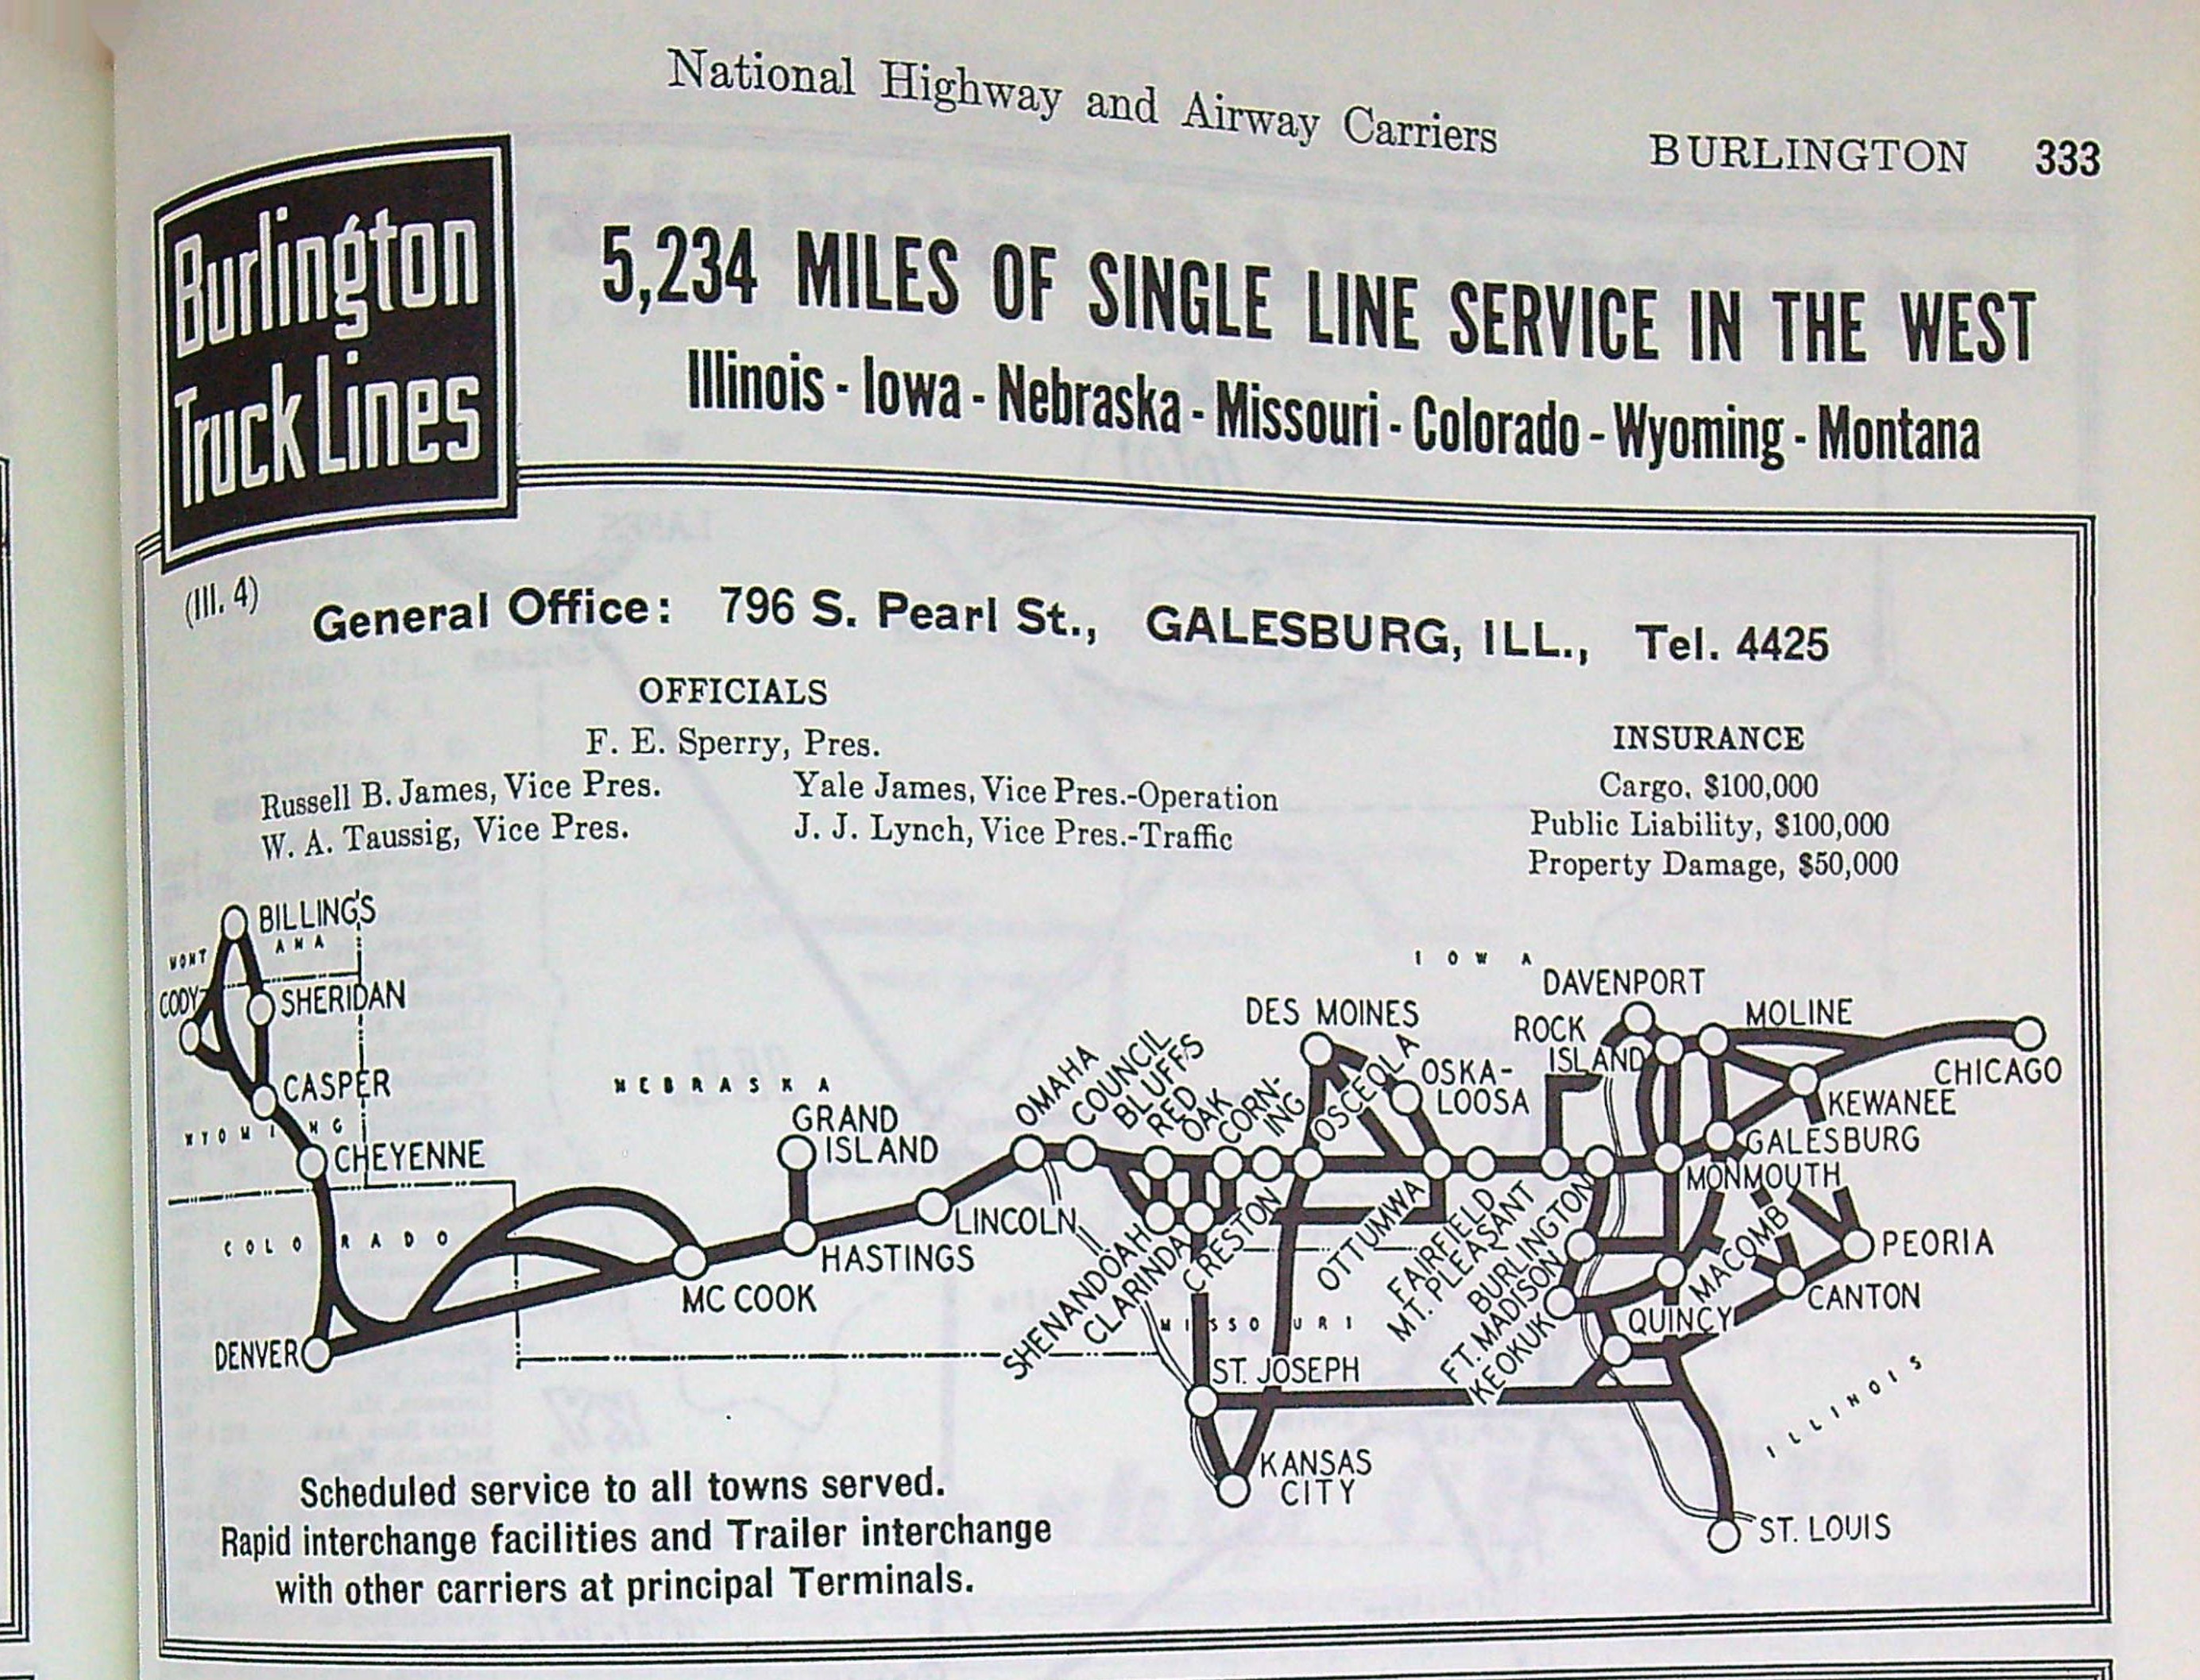 National Highway and Airway Carriers
BURLINGTON 333
Burlington
Truck Lines
5,234 MILES OF SINGLE LINE SERVICE IN THE WEST
Illinois - Iowa - Nebraska - Missouri - Colorado - Wyoming - Montana
(Ill. 4)
General Office: 796 S. Pearl St., GALESBURG, ILL., Tel. 4425
OFFICIALS
F. E. Sperry, Pres.
Russell B. James, Vice Pres.
Yale James, Vice Pres.-Operation
W. A. Taussig, Vice Pres.
J. J. Lynch, Vice Pres.-Traffic
INSURANCE
Cargo, $100,000
Public Liability, $100,000
Property Damage, $50,000
BILLINGS
MONTANA
CODY
SHERIDAN
CASPER
WYOMING
CHEYENNE
COLORADO
DENVER
NEBRASKA
GRAND
ISLAND
MC COOK
HASTINGS
LINCOLN
OMAHA
COUNCIL
BLUFFS
RED
OAK
CORN-
ING
DES MOINES
OSCEOLA
OSKA-
LOOSA
IOWA
DAVENPORT
ROCK
ISLAND
MOLINE
CHICAGO
KEWANEE
GALESBURG
MONMOUTH
SHENANDOAH
CLARINDA
CRESTON
OTTUMWA
FAIRFIELD
MT. PLEASANT
BURLINGTON
FT. MADISON
KEOKUK
MACOMB
PEORIA
CANTON
QUINCY
MISSOURI
ST. JOSEPH
KANSAS
CITY
ILLINOIS
ST. LOUIS
Scheduled service to all towns served.
Rapid interchange facilities and Trailer interchange
with other carriers at principal Terminals.